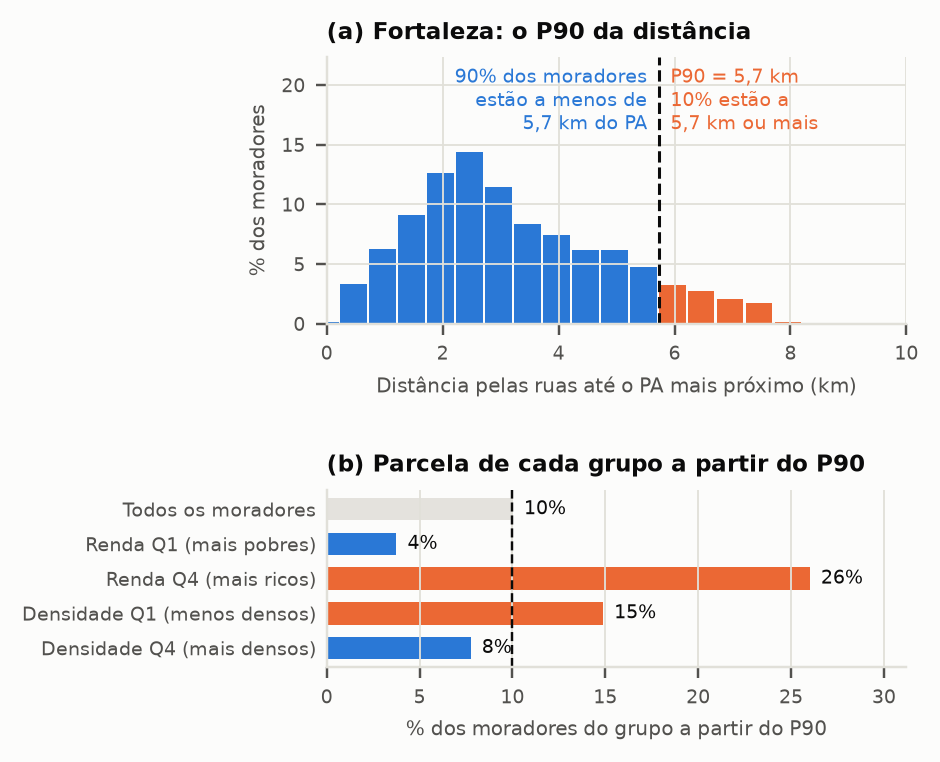 (a) Fortaleza: o P90 da distância
90% dos moradores
estão a menos de
5,7 km do PA
P90 = 5,7 km
10% estão a
5,7 km ou mais
% dos moradores
20
15
10
5
0
0 2 4 6 8 10
Distância pelas ruas até o PA mais próximo (km)
(b) Parcela de cada grupo a partir do P90
Todos os moradores 10%
Renda Q1 (mais pobres) 4%
Renda Q4 (mais ricos) 26%
Densidade Q1 (menos densos) 15%
Densidade Q4 (mais densos) 8%
0 5 10 15 20 25 30
% dos moradores do grupo a partir do P90